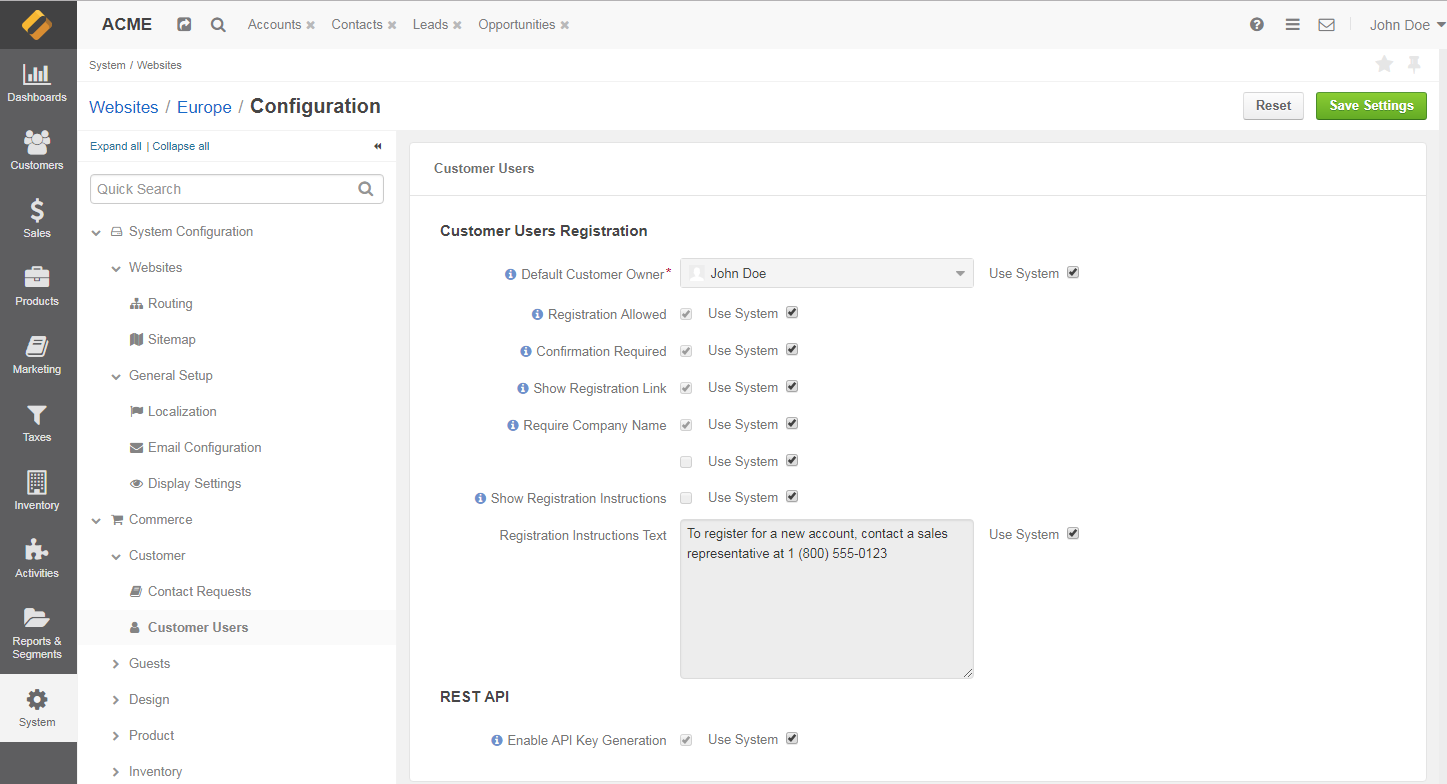 ACME Accounts Contacts Leads Opportunities John Doe
System / Websites
Websites / Europe / Configuration Reset Save Settings
Dashboards
Customers
Sales
Products
Marketing
Taxes
Inventory
Activities
Reports &
Segments
System
Expand all | Collapse all
Quick Search
System Configuration
Websites
Routing
Sitemap
General Setup
Localization
Email Configuration
Display Settings
Commerce
Customer
Contact Requests
Customer Users
Guests
Design
Product
Inventory
Customer Users
Customer Users Registration
Default Customer Owner* John Doe Use System
Registration Allowed Use System
Confirmation Required Use System
Show Registration Link Use System
Require Company Name Use System
Use System
Show Registration Instructions Use System
Registration Instructions Text To register for a new account, contact a sales Use System
representative at 1 (800) 555-0123
REST API
Enable API Key Generation Use System